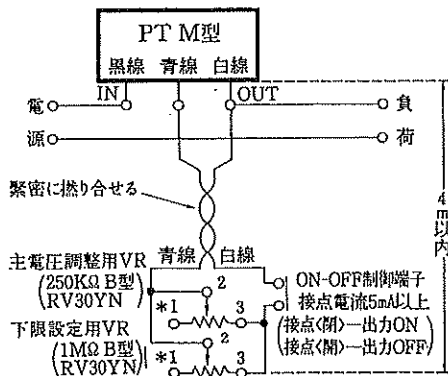 PT M型
黒線 青線 白線
IN OUT
電 負
源 荷
緊密に撚り合せる
4m以内
青線 白線
主電圧調整用VR
(250KΩ B型)
RV30YN
2
*1 3
ON-OFF制御端子
接点電流5mA以上
(接点〈閉〉―出力ON
接点〈開〉―出力OFF)
下限設定用VR
(1MΩ B型)
RV30YN
2
*1 3